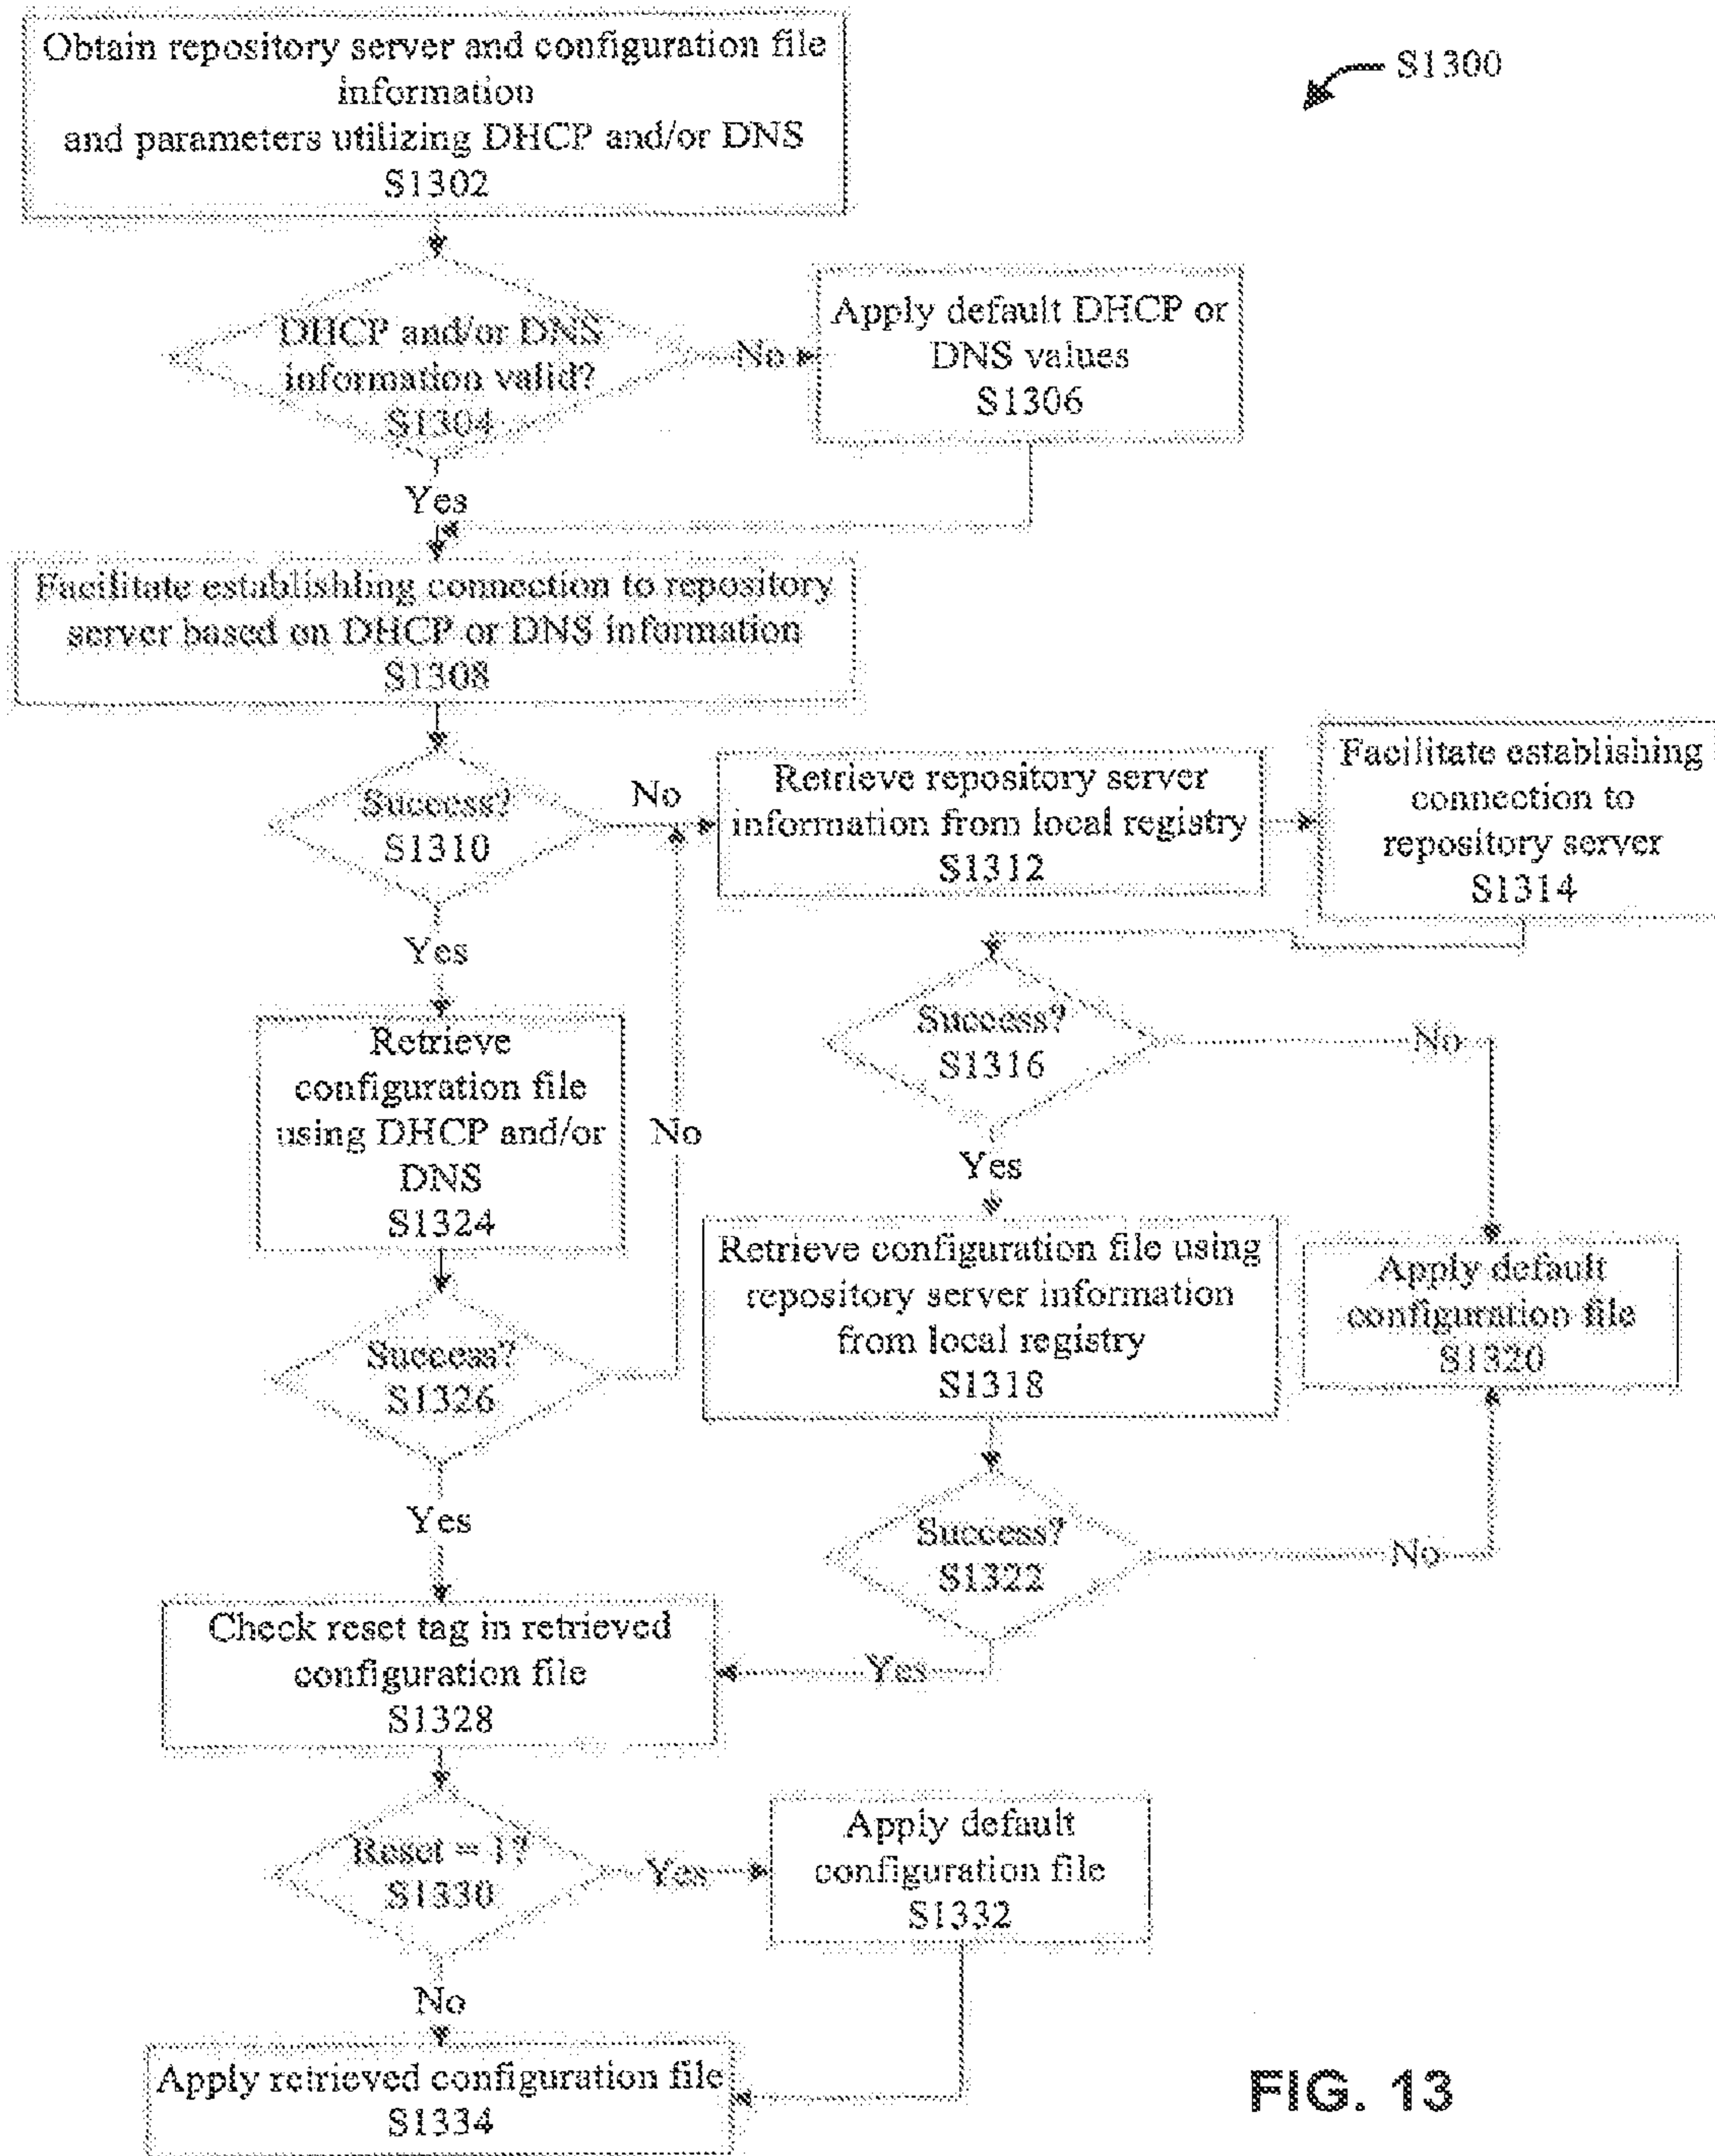 Obtain repository server and configuration file
information
and parameters utilizing DHCP and/or DNS
S1302
S1300
DHCP and/or DNS
information valid?
S1304
No
Apply default DHCP or
DNS values
S1306
Yes
Facilitate establishling connection to repository
server based on DHCP or DNS information
S1308
Success?
S1310
No
Retrieve repository server
information from local registry
S1312
Facilitate establishing
connection to
repository server
S1314
Yes
Success?
S1316
No
Retrieve
configuration file
using DHCP and/or
DNS
S1324
No
Yes
Retrieve configuration file using
repository server information
from local registry
S1318
Apply default
configuration file
S1320
Success?
S1326
Yes
Success?
S1322
No
Check reset tag in retrieved
configuration file
S1328
Yes
Reset = 1?
S1330
Yes
Apply default
configuration file
S1332
No
Apply retrieved configuration file
S1334
FIG. 13